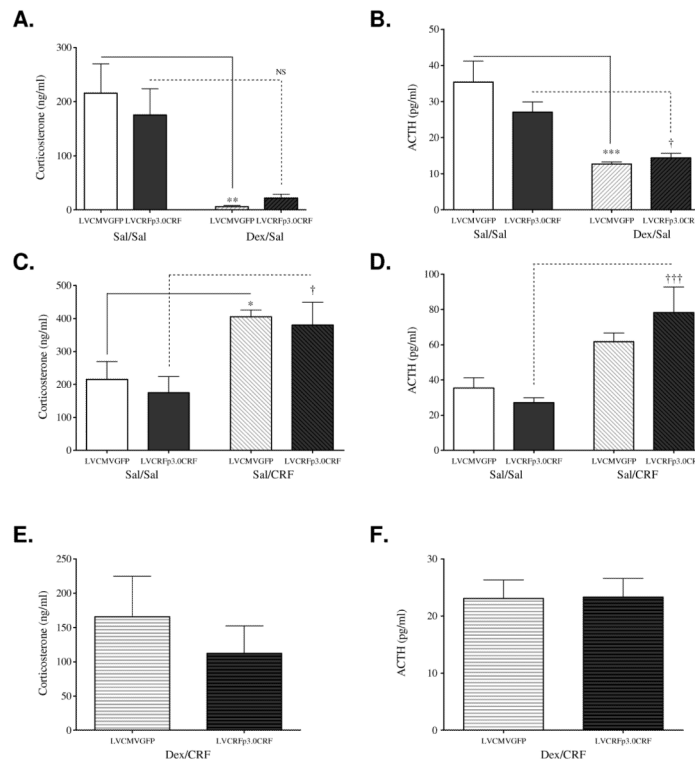 A.
Corticosterone (ng/ml)
300
200
100
0
NS
**
LVCMVGFP LVCRFp3.0CRF LVCMVGFP LVCRFp3.0CRF
Sal/Sal Dex/Sal
B.
ACTH (pg/ml)
50
40
30
20
10
0
***
†
LVCMVGFP LVCRFp3.0CRF LVCMVGFP LVCRFp3.0CRF
Sal/Sal Dex/Sal
C.
Corticosterone (ng/ml)
500
400
300
200
100
0
*
†
LVCMVGFP LVCRFp3.0CRF LVCMVGFP LVCRFp3.0CRF
Sal/Sal Sal/CRF
D.
ACTH (pg/ml)
100
80
60
40
20
0
†††
LVCMVGFP LVCRFp3.0CRF LVCMVGFP LVCRFp3.0CRF
Sal/Sal Sal/CRF
E.
Corticosterone (ng/ml)
250
200
150
100
50
0
LVCMVGFP LVCRFp3.0CRF
Dex/CRF
F.
ACTH (pg/ml)
30
20
10
0
LVCMVGFP LVCRFp3.0CRF
Dex/CRF